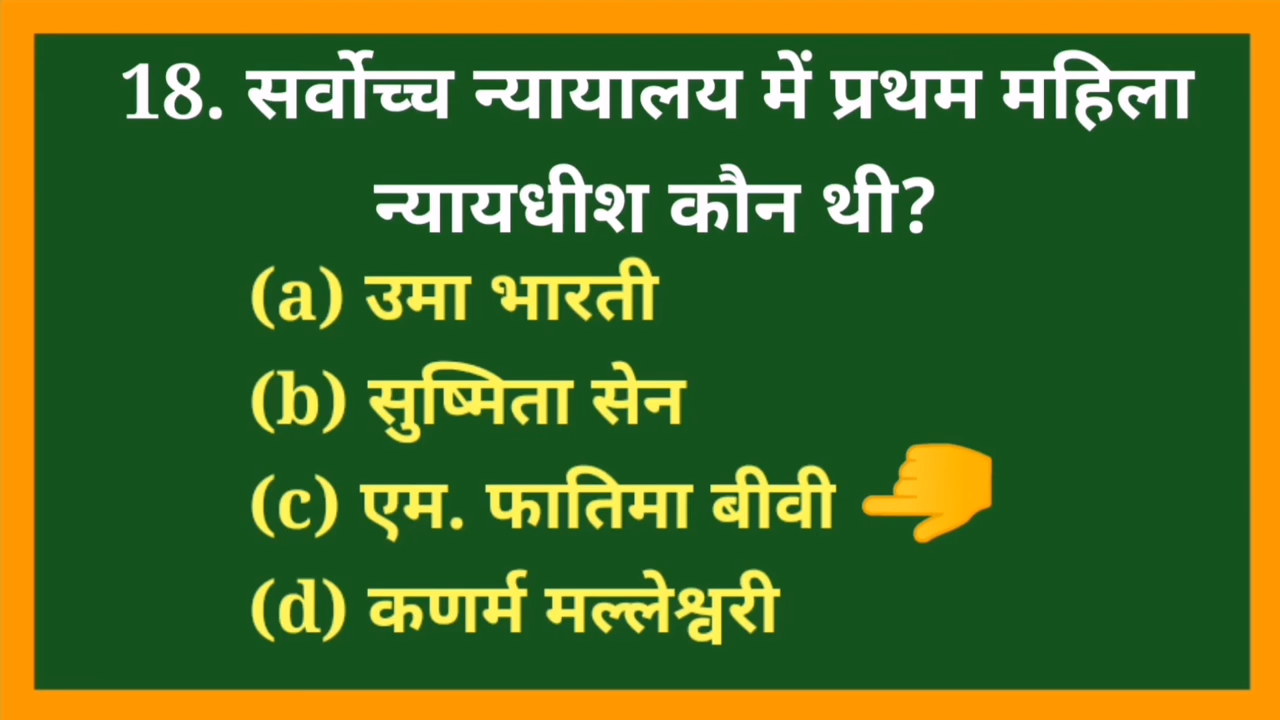 18. सर्वोच्च न्यायालय में प्रथम महिला
न्यायधीश कौन थी?
(a) उमा भारती
(b) सुष्मिता सेन
(c) एम. फातिमा बीवी
(d) कणर्म मल्लेश्वरी